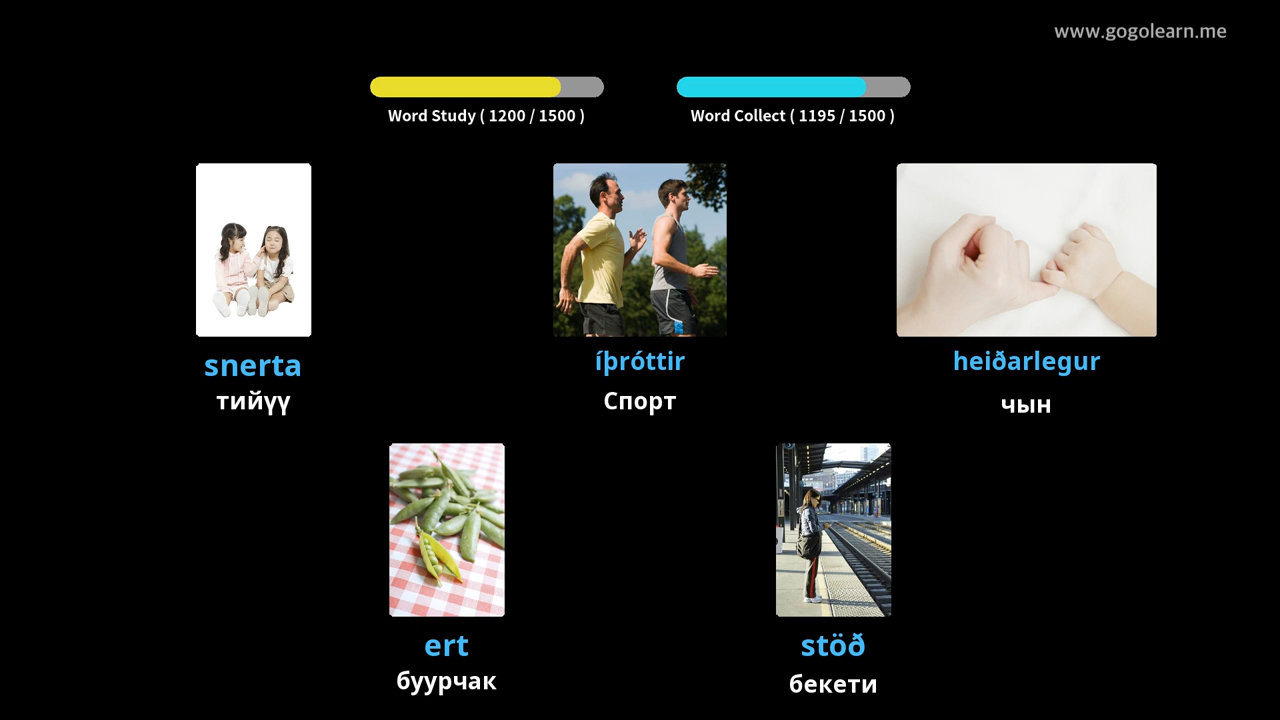 www.gogolearn.me
Word Study ( 1200 / 1500 )
Word Collect ( 1195 / 1500 )
snerta
тийүү
íþróttir
Спорт
heiðarlegur
чын
ert
буурчак
stöð
бекети